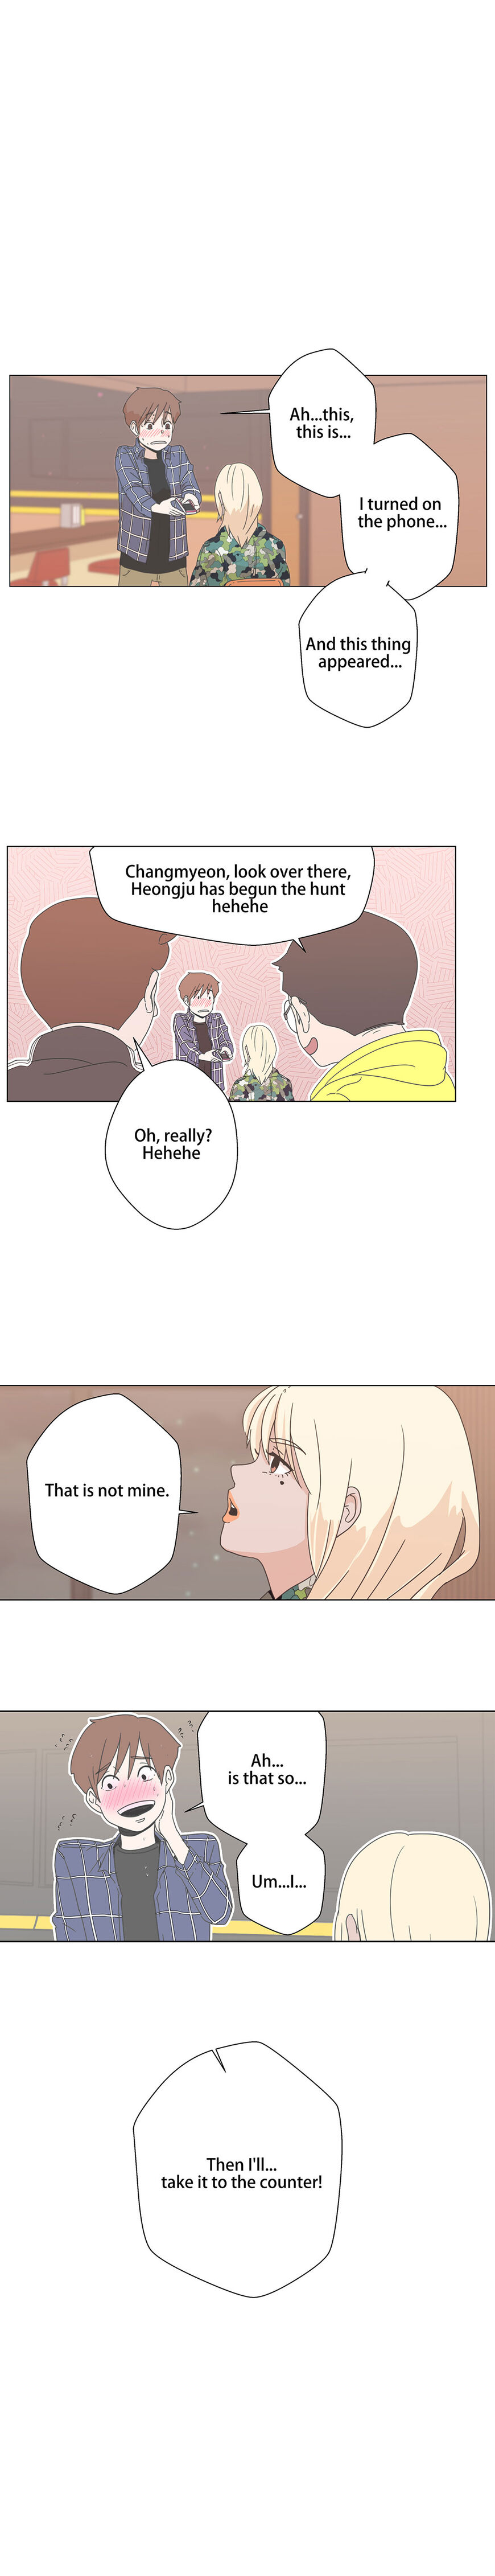 Ah...this,
this is...
I turned on
the phone...
And this thing
appeared...
Changmyeon, look over there,
Heongju has begun the hunt
hehehe
Oh, really?
Hehehe
That is not mine.
Ah...
is that so...
Um...I...
Then I'll...
take it to the counter!